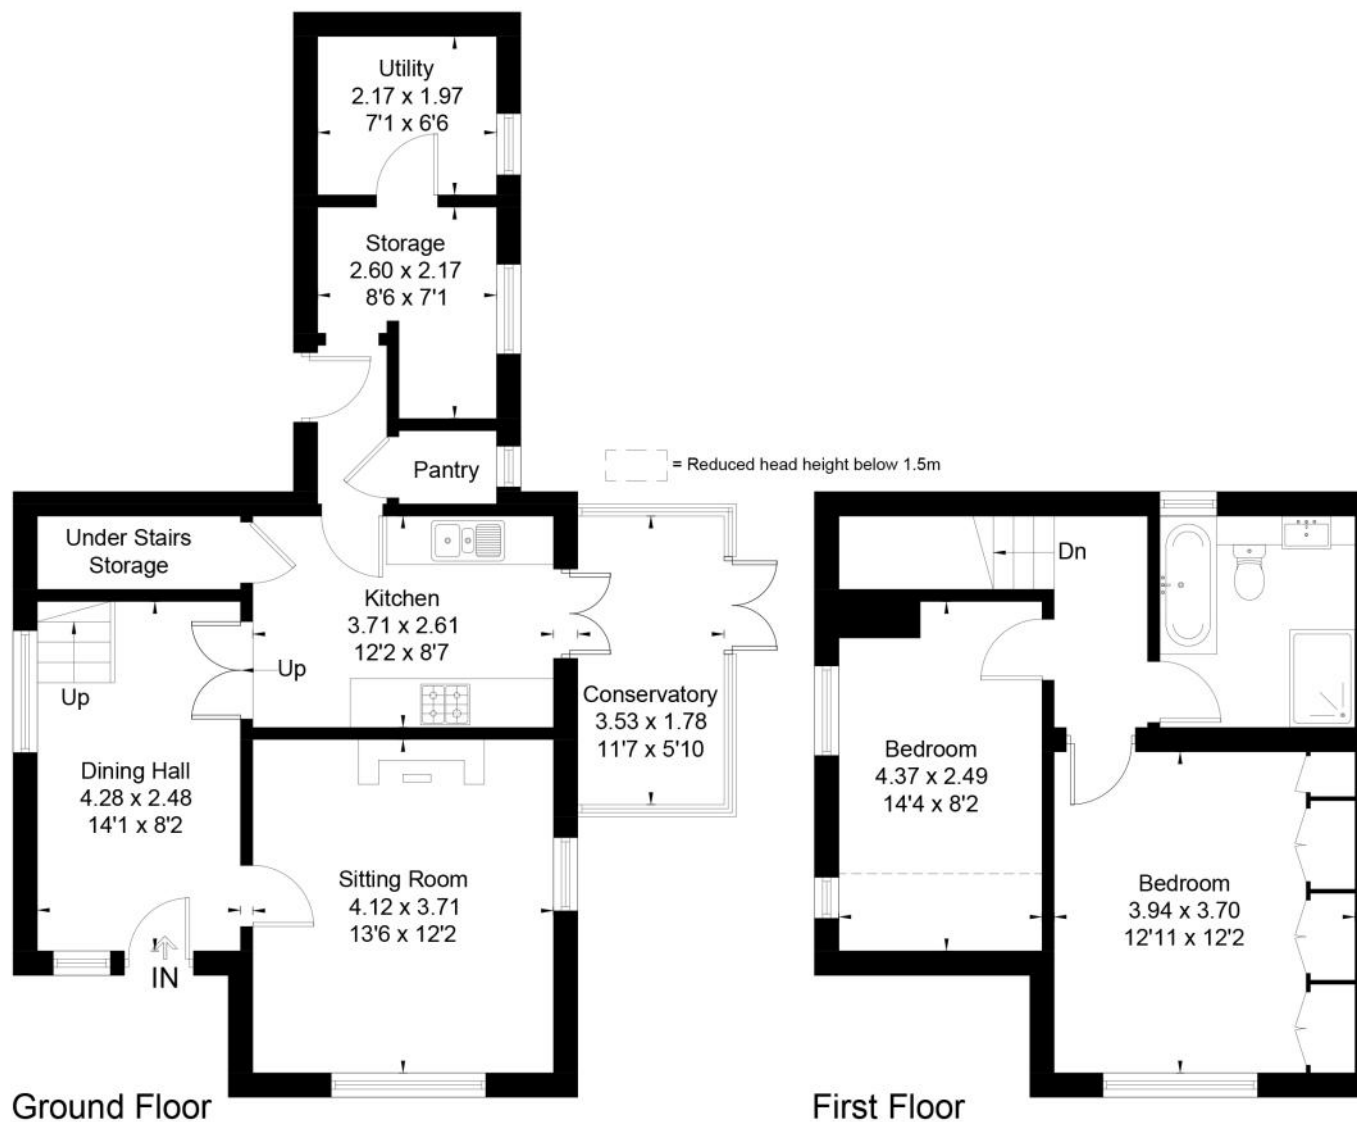 Utility
2.17 x 1.97
7'1 x 6'6
Storage
2.60 x 2.17
8'6 x 7'1
Pantry
= Reduced head height below 1.5m
Under Stairs
Storage
Kitchen
3.71 x 2.61
12'2 x 8'7
Up
Up
Conservatory
3.53 x 1.78
11'7 x 5'10
Dining Hall
4.28 x 2.48
14'1 x 8'2
Sitting Room
4.12 x 3.71
13'6 x 12'2
IN
Ground Floor
Dn
Bedroom
4.37 x 2.49
14'4 x 8'2
Bedroom
3.94 x 3.70
12'11 x 12'2
First Floor